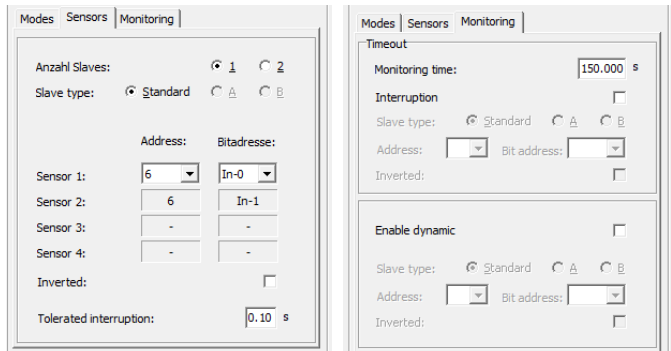 Modes Sensors Monitoring
Anzahl Slaves: 1 2
Slave type: Standard A B
Address: Bitadresse:
Sensor 1: 6 In-0
Sensor 2: 6 In-1
Sensor 3: - -
Sensor 4: - -
Inverted:
Tolerated interruption: 0.10 s
Modes Sensors Monitoring
Timeout
Monitoring time: 150.000 s
Interruption
Slave type: Standard A B
Address: Bit address:
Inverted:
Enable dynamic
Slave type: Standard A B
Address: Bit address:
Inverted: